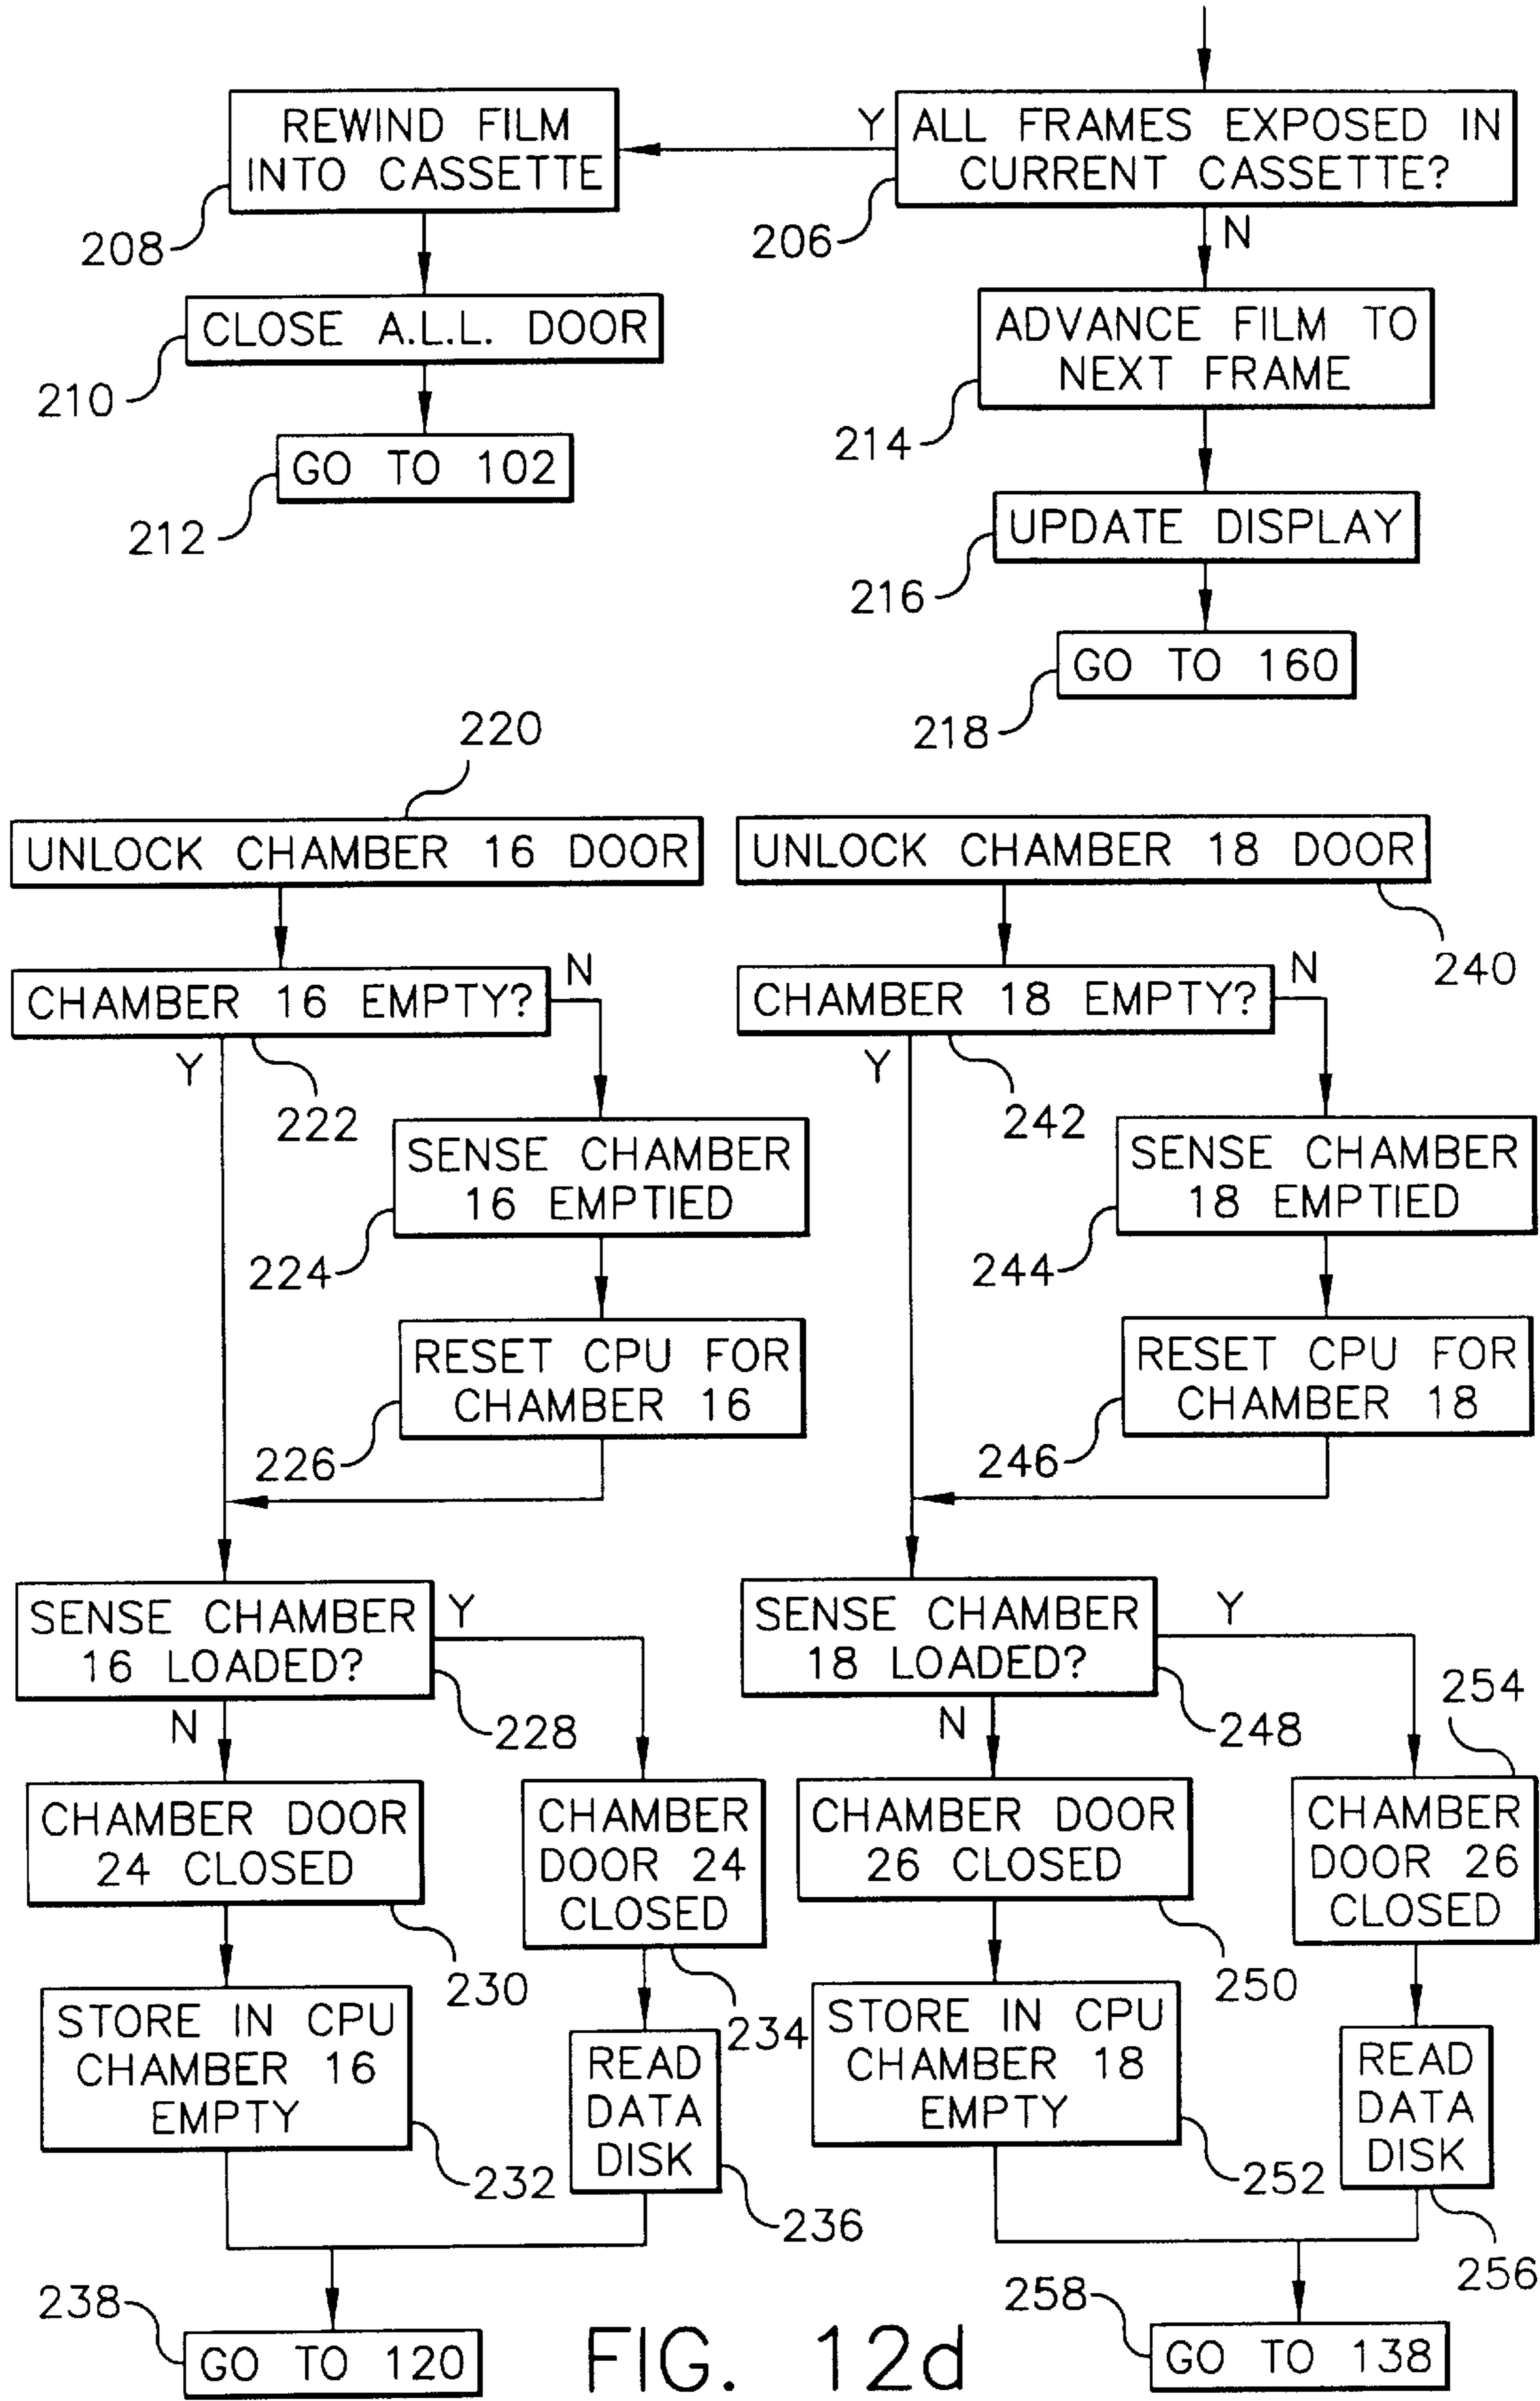 REWIND FILM
INTO CASSETTE
208
Y
ALL FRAMES EXPOSED IN
CURRENT CASSETTE?
206
N
CLOSE A.L.L. DOOR
210
GO TO 102
212
ADVANCE FILM TO
NEXT FRAME
214
UPDATE DISPLAY
216
GO TO 160
218
220
UNLOCK CHAMBER 16 DOOR
CHAMBER 16 EMPTY?
N
Y
222
SENSE CHAMBER
16 EMPTIED
224
RESET CPU FOR
CHAMBER 16
226
SENSE CHAMBER
16 LOADED?
Y
228
N
CHAMBER DOOR
24 CLOSED
230
CHAMBER
DOOR 24
CLOSED
234
STORE IN CPU
CHAMBER 16
EMPTY
232
READ
DATA
DISK
236
238
GO TO 120
UNLOCK CHAMBER 18 DOOR
240
CHAMBER 18 EMPTY?
N
Y
242
SENSE CHAMBER
18 EMPTIED
244
RESET CPU FOR
CHAMBER 18
246
SENSE CHAMBER
18 LOADED?
Y
248
N
254
CHAMBER DOOR
26 CLOSED
250
CHAMBER
DOOR 26
CLOSED
STORE IN CPU
CHAMBER 18
EMPTY
252
READ
DATA
DISK
256
258
GO TO 138
FIG. 12d